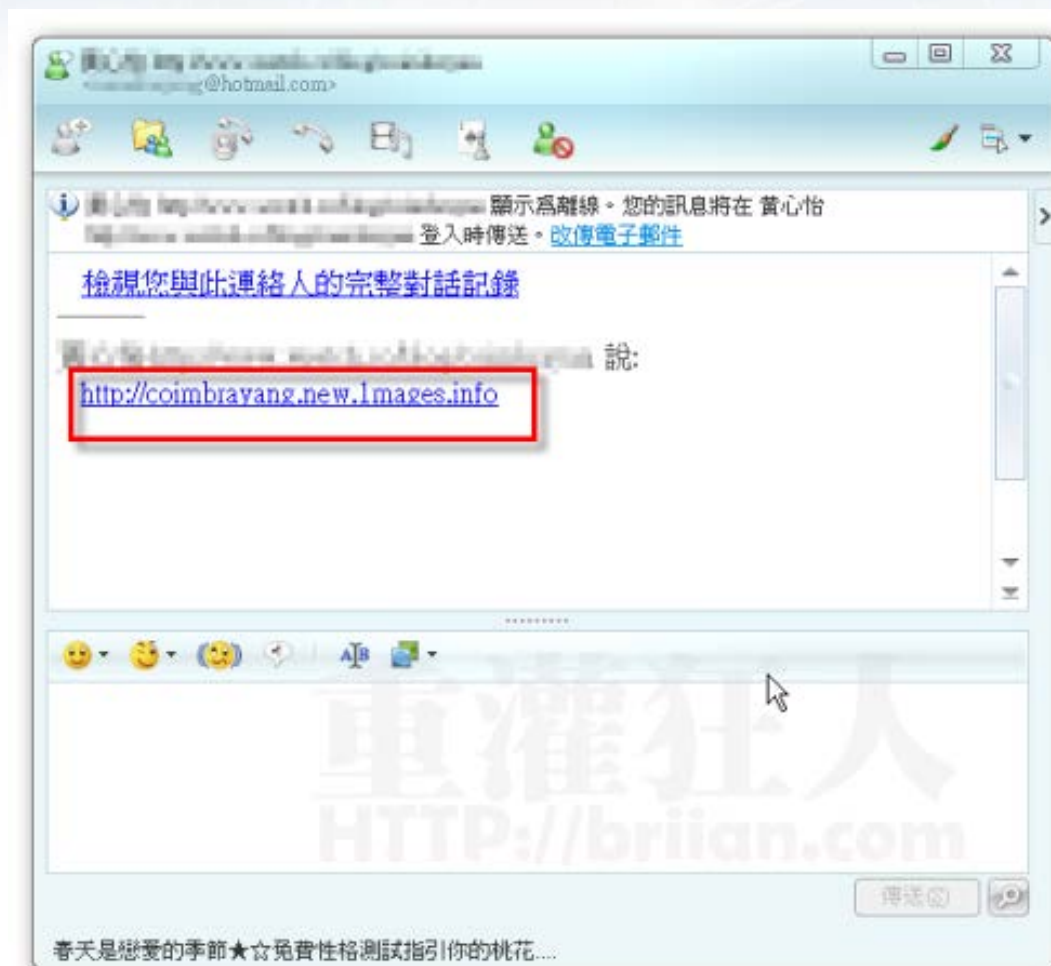 @hotmail.com>
顯示為離線。您的訊息將在 黃心怡
登入時傳送。改傳電子郵件
檢視您與此連絡人的完整對話記錄
說:
http://coimbrayang.new.1mages.info
重灌狂人
HTTP://briian.com
傳送(S)
春天是戀愛的季節★☆免費性格測試指引你的桃花....